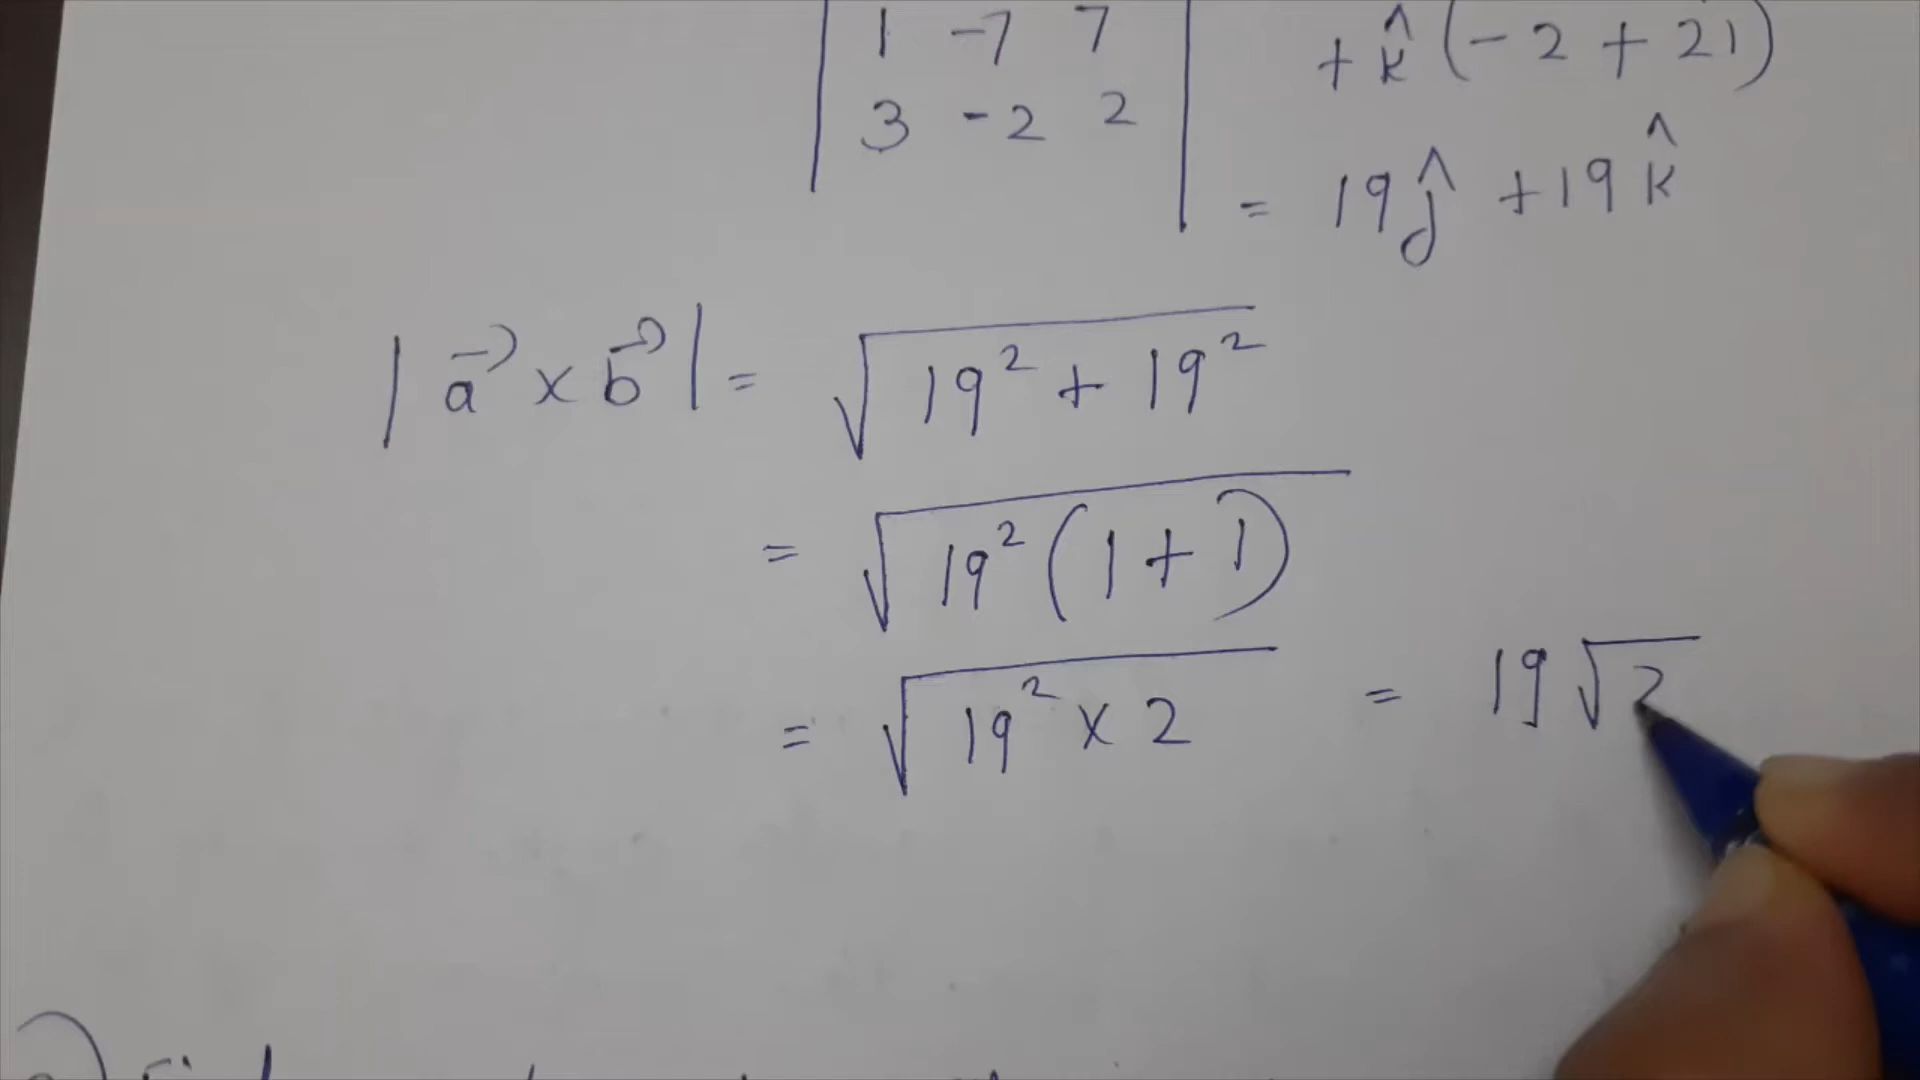 | 1 -7 7 |
+ k̂ (-2 + 21)
| 3 -2 2 |
= 19ĵ + 19k̂
|a⃗ × b⃗| = √(19² + 19²)
= √(19² (1 + 1))
= √(19² × 2) = 19√2